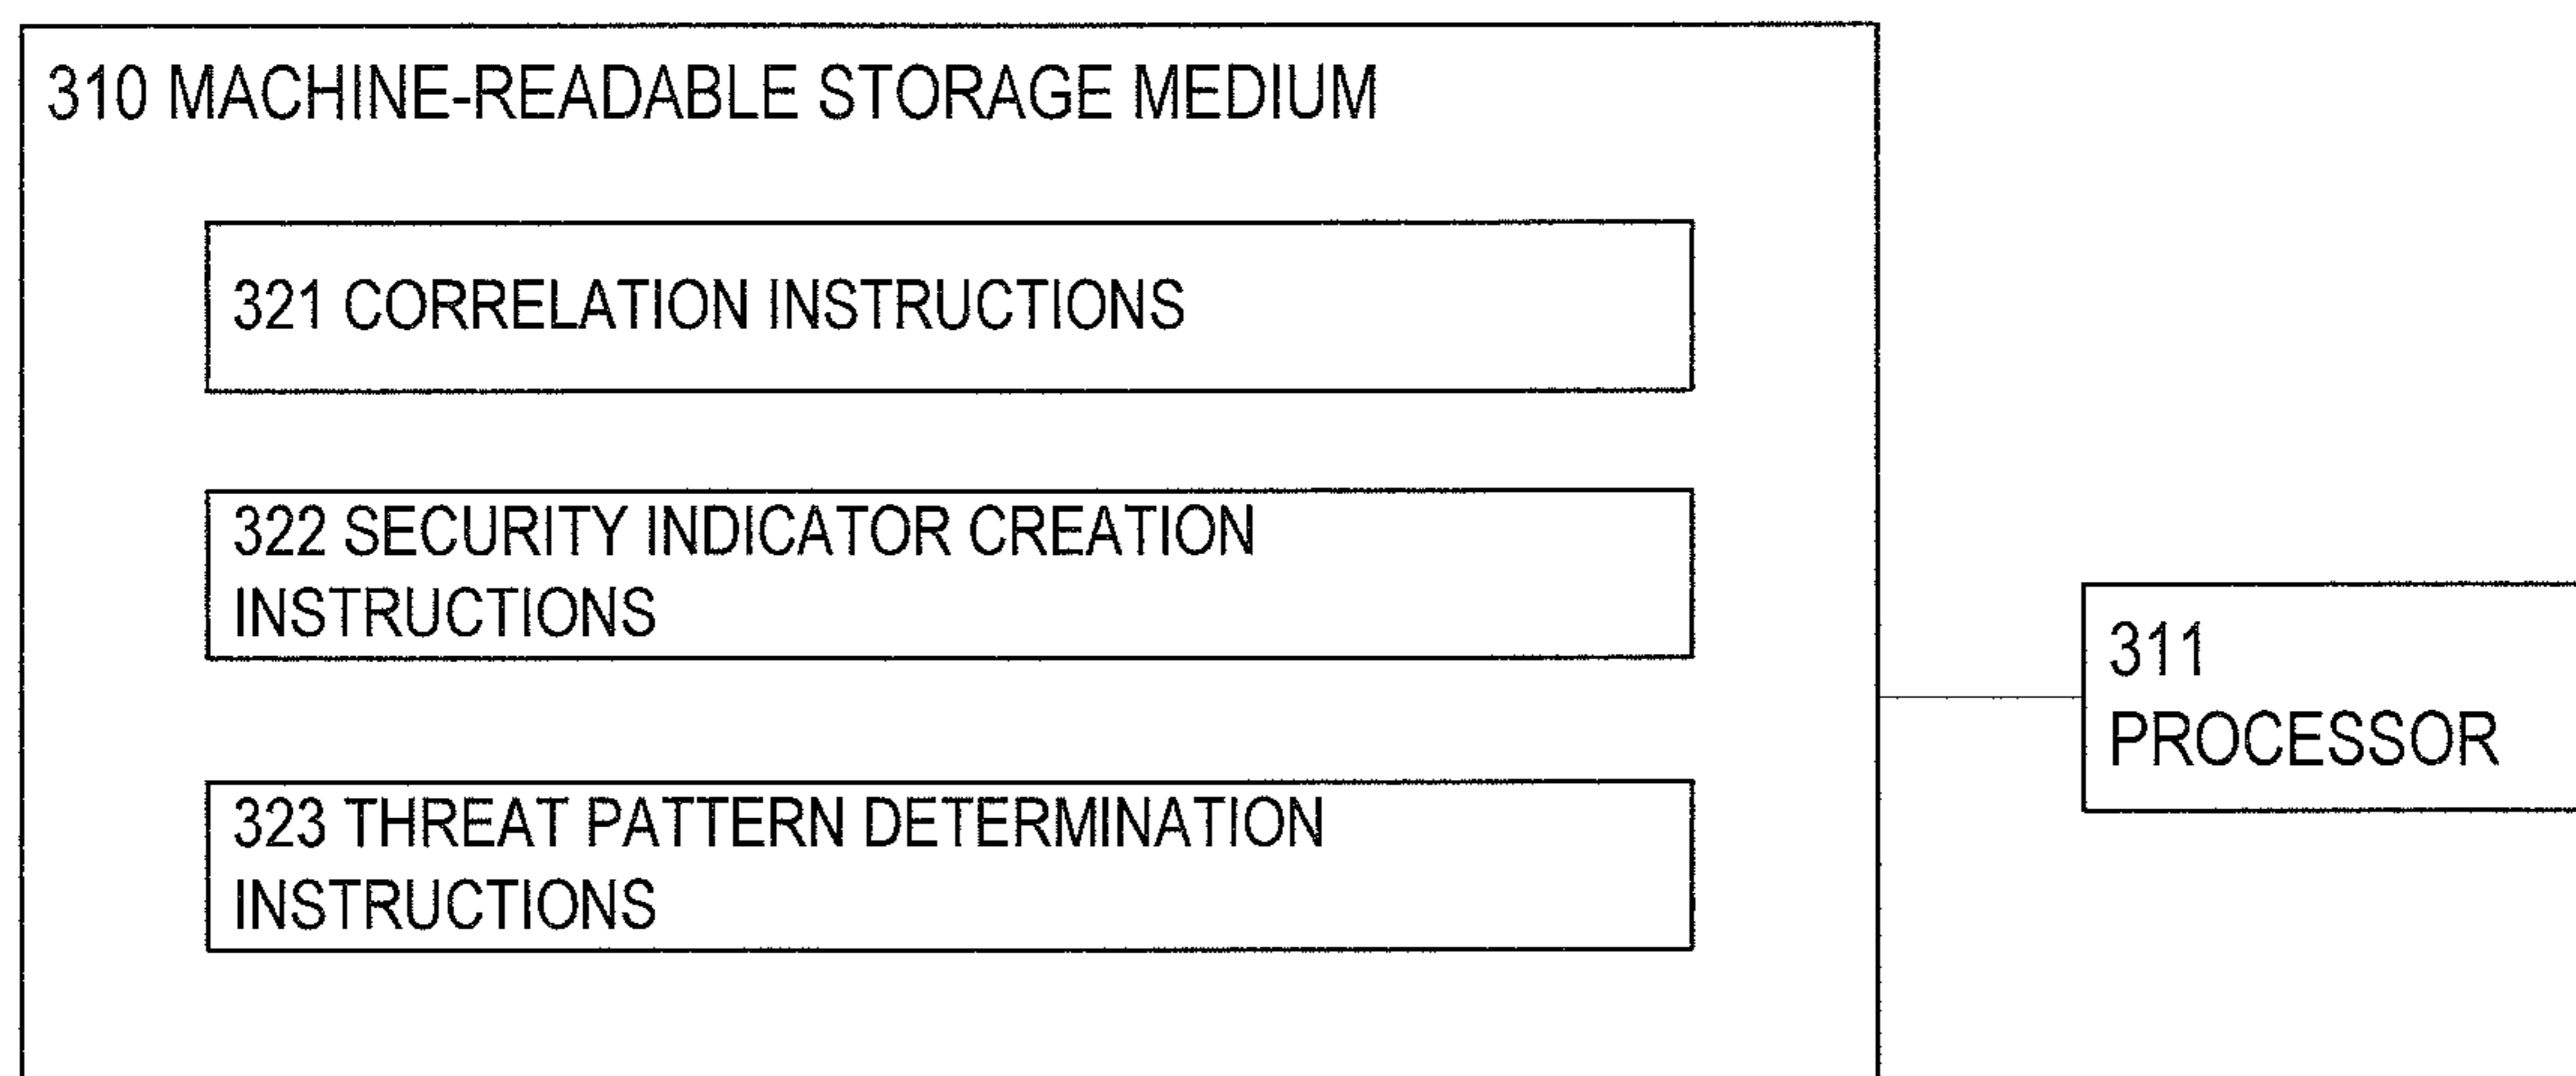 310 MACHINE-READABLE STORAGE MEDIUM
321 CORRELATION INSTRUCTIONS
322 SECURITY INDICATOR CREATION
INSTRUCTIONS
323 THREAT PATTERN DETERMINATION
INSTRUCTIONS
311
PROCESSOR